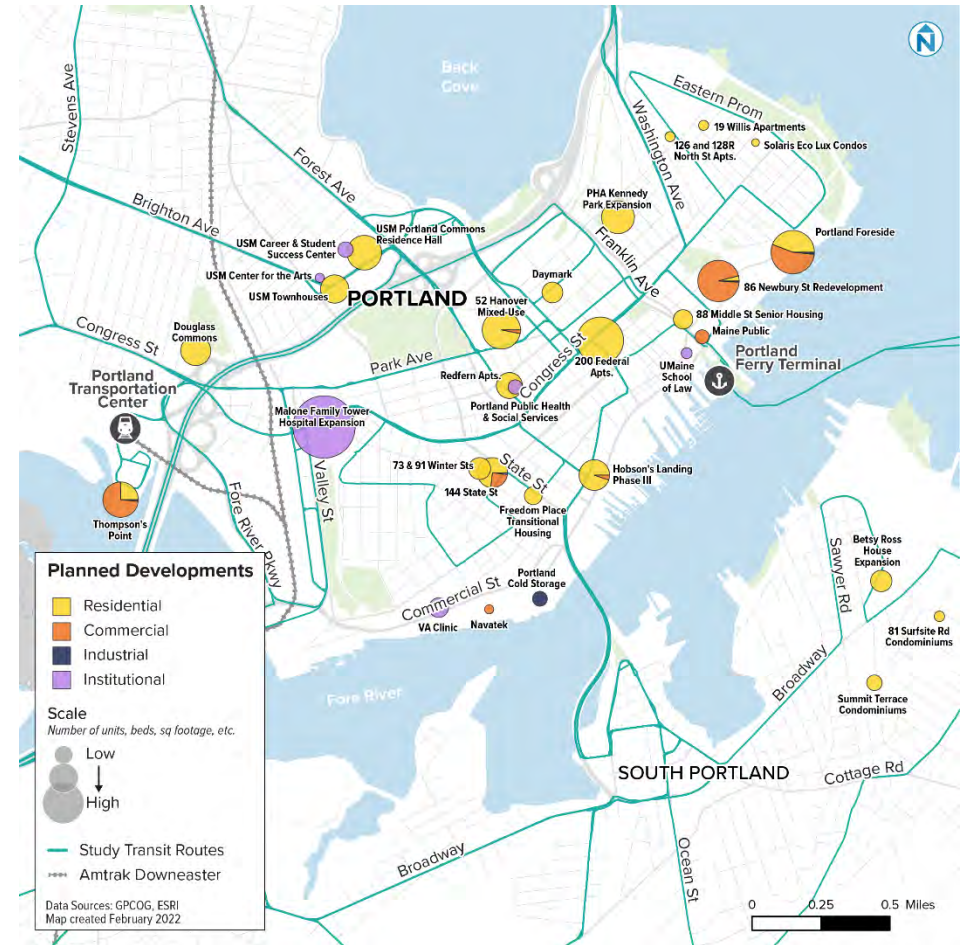 N
Back
Cove
Stevens Ave
Eastern Prom
Washington Ave
19 Willis Apartments
126 and 128R
North St Apts.
Solaris Eco Lux Condos
Forest Ave
PHA Kennedy
Park Expansion
Brighton Ave
USM Portland Commons
Residence Hall
USM Career & Student
Success Center
Franklin Ave
Portland Foreside
USM Center for the Arts
USM Townhouses
PORTLAND
Daymark
86 Newbury St Redevelopment
52 Hanover
Mixed-Use
88 Middle St Senior Housing
Maine Public
Congress St
Douglass
Commons
Park Ave
Congress St
200 Federal
Apts.
UMaine
School
of Law
Portland
Ferry Terminal
Portland
Transportation
Center
Redfern Apts.
Portland Public Health
& Social Services
Malone Family Tower
Hospital Expansion
Valley St
73 & 91 Winter Sts
State St
144 State St
Hobson's Landing
Phase III
Freedom Place
Transitional
Housing
Thompson's
Point
Fore River Pkwy
Betsy Ross
House
Expansion
Sawyer Rd
Portland
Cold Storage
Commercial St
VA Clinic
Navatek
81 Surfsite Rd
Condominiums
Broadway
Summit Terrace
Condominiums
Fore River
SOUTH PORTLAND
Cottage Rd
Broadway
Ocean St
Planned Developments
Residential
Commercial
Industrial
Institutional
Scale
Number of units, beds, sq footage, etc.
Low
High
Study Transit Routes
Amtrak Downeaster
Data Sources: GPCOG, ESRI
Map created February 2022
0 0.25 0.5 Miles